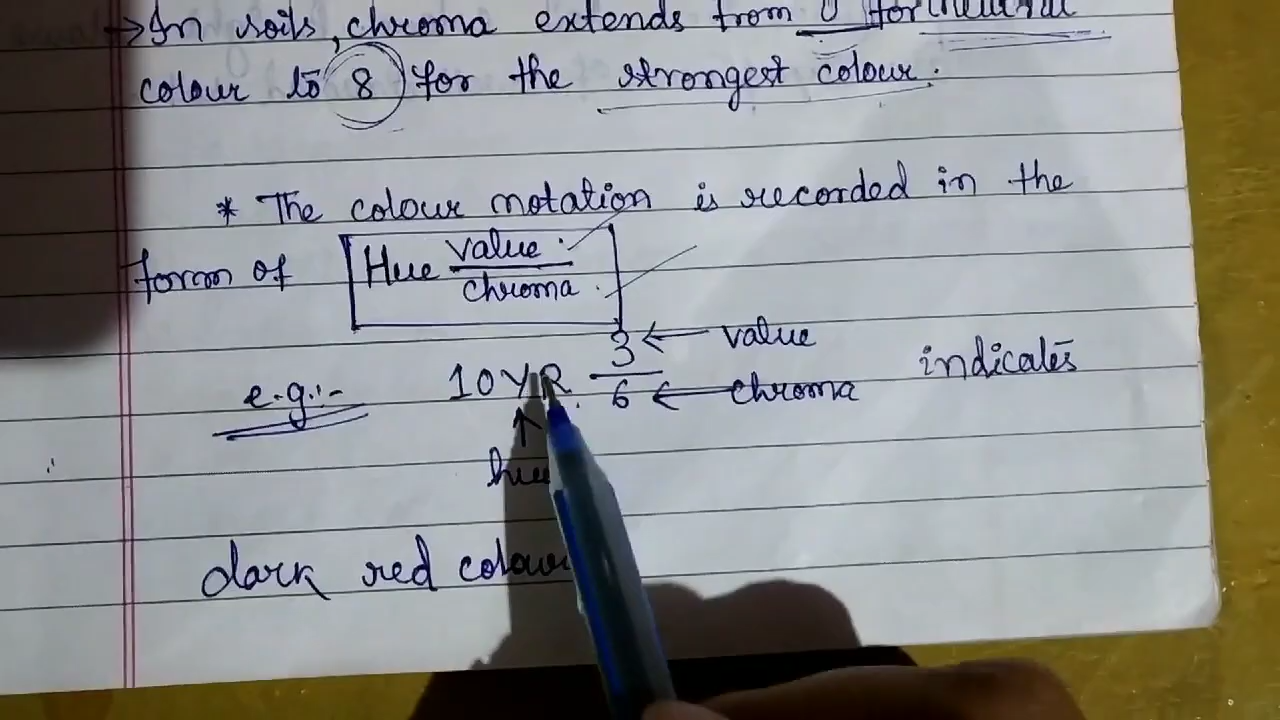 →In soils, chroma extends from 0 for neutral
colour to 8 for the strongest colour.
* The colour notation is recorded in the
form of Hue value/chroma.
e.g.:- 10YR 3/6 ← value ← chroma indicates
↑
hue
dark red colour